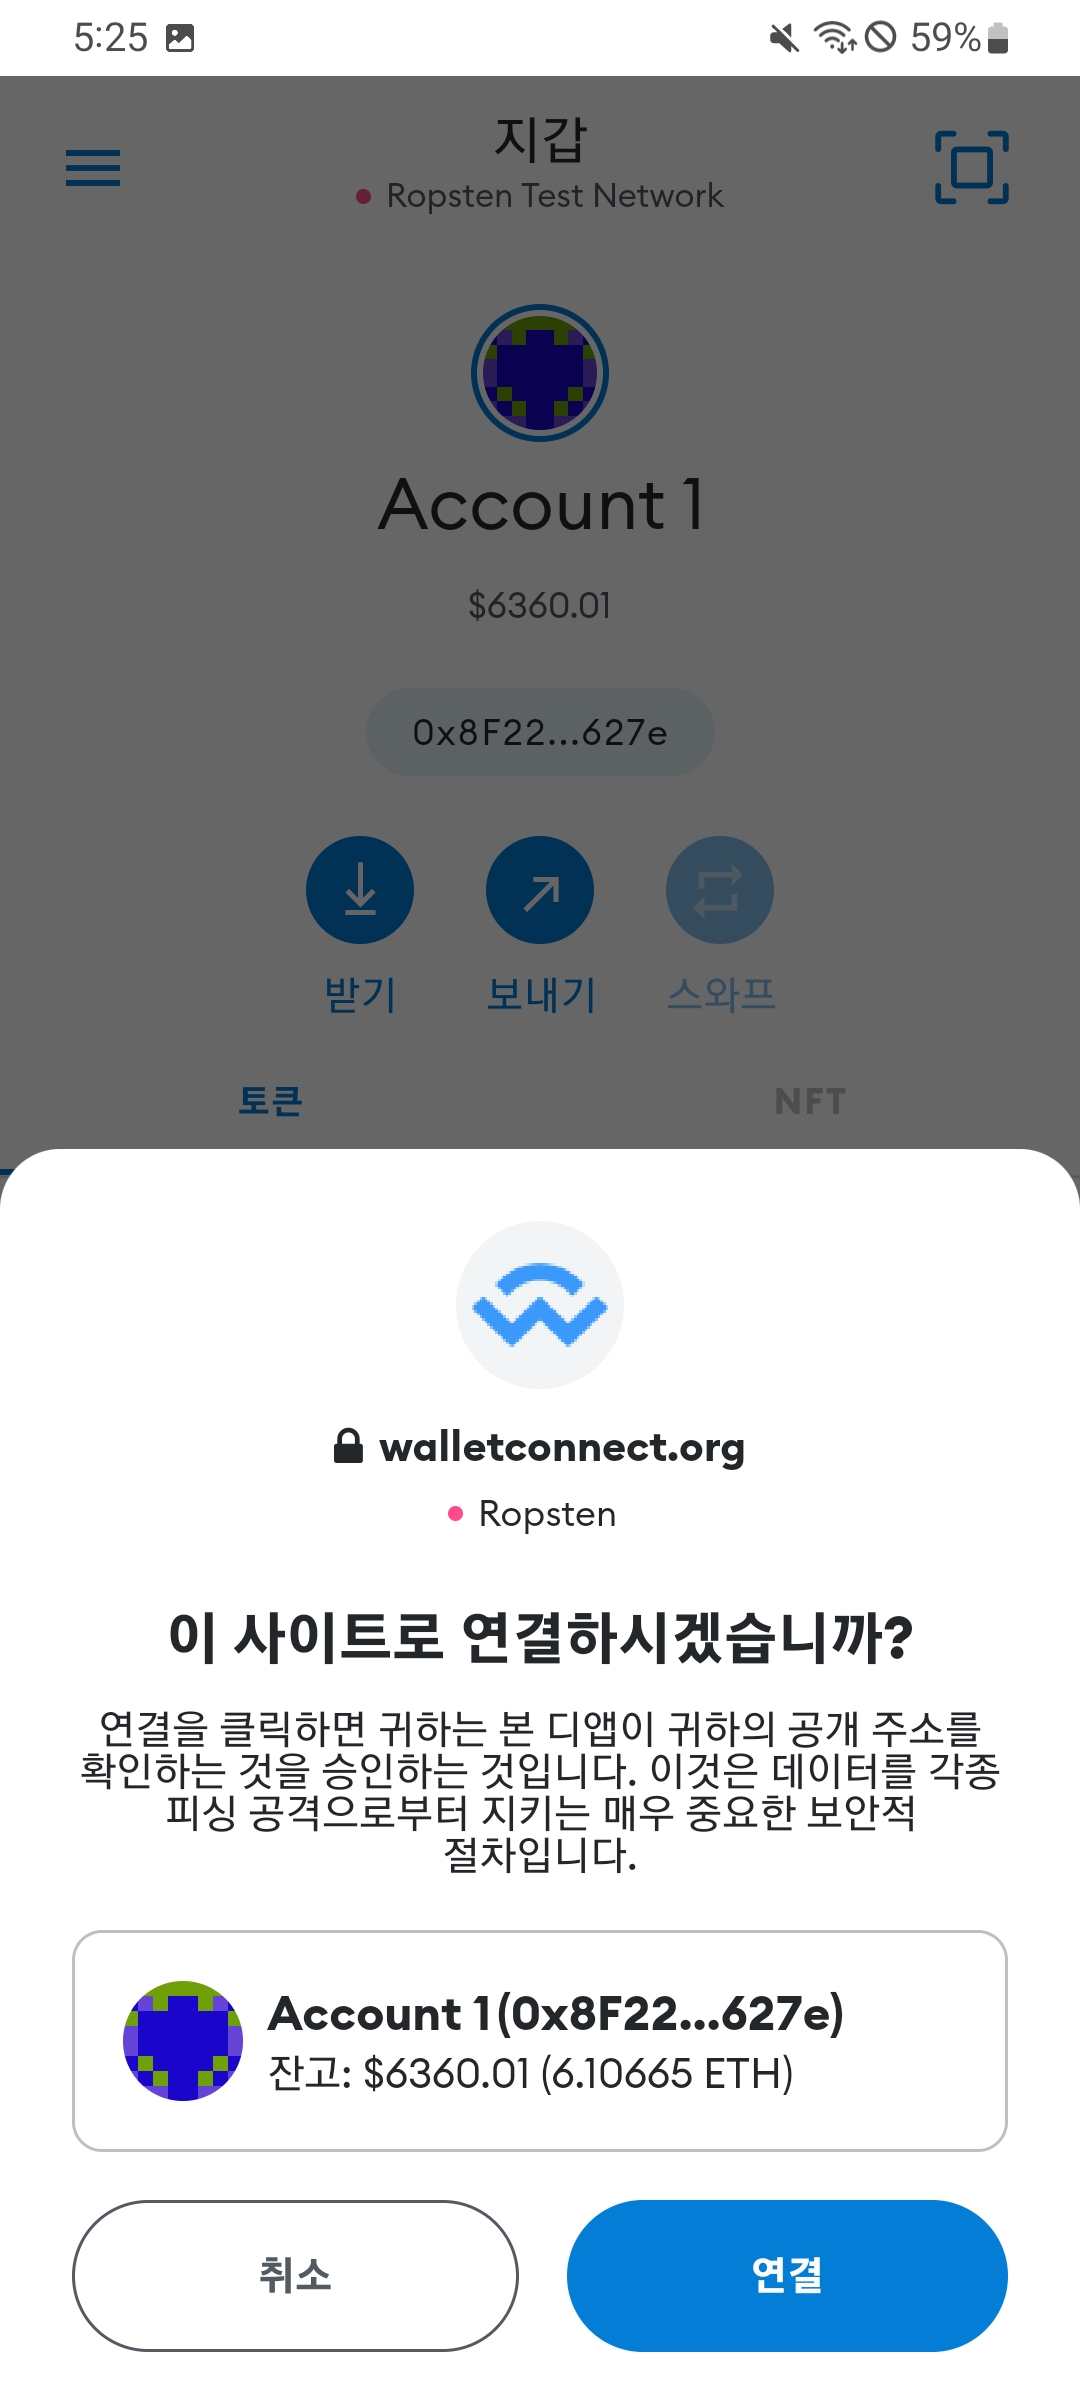 5:25
59%
지갑
Ropsten Test Network
Account 1
$6360.01
0x8F22...627e
받기 보내기 스와프
토큰 NFT
walletconnect.org
Ropsten
이 사이트로 연결하시겠습니까?
연결을 클릭하면 귀하는 본 디앱이 귀하의 공개 주소를
확인하는 것을 승인하는 것입니다. 이것은 데이터를 각종
피싱 공격으로부터 지키는 매우 중요한 보안적
절차입니다.
Account 1 (0x8F22...627e)
잔고: $6360.01 (6.10665 ETH)
취소 연결